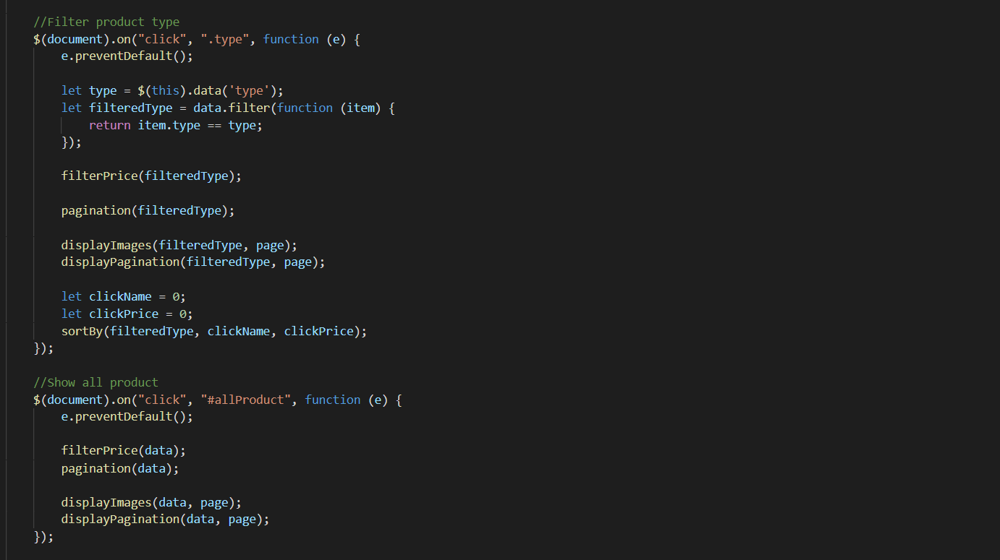 //Filter product type
$(document).on("click", ".type", function (e) {
e.preventDefault();
let type = $(this).data('type');
let filteredType = data.filter(function (item) {
return item.type == type;
});
filterPrice(filteredType);
pagination(filteredType);
displayImages(filteredType, page);
displayPagination(filteredType, page);
let clickName = 0;
let clickPrice = 0;
sortBy(filteredType, clickName, clickPrice);
});
//Show all product
$(document).on("click", "#allProduct", function (e) {
e.preventDefault();
filterPrice(data);
pagination(data);
displayImages(data, page);
displayPagination(data, page);
});